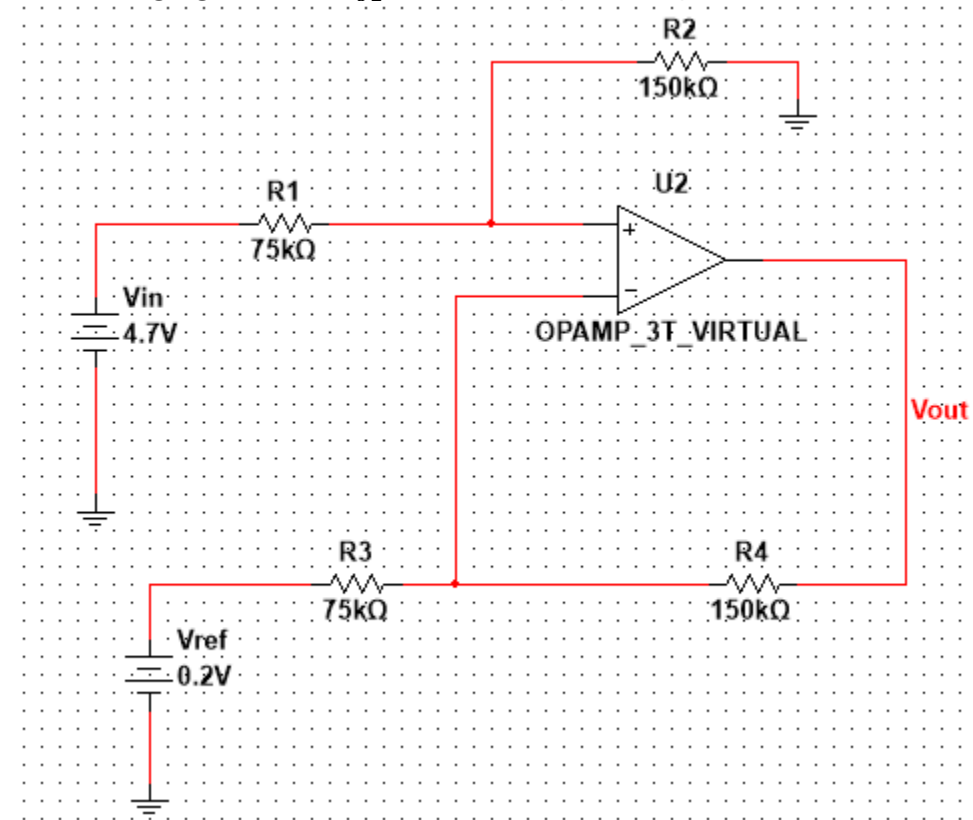 R2
150kΩ
U2
R1
75kΩ
+
Vin
4.7V
−
OPAMP_3T_VIRTUAL
Vout
R3
75kΩ
R4
150kΩ
Vref
0.2V